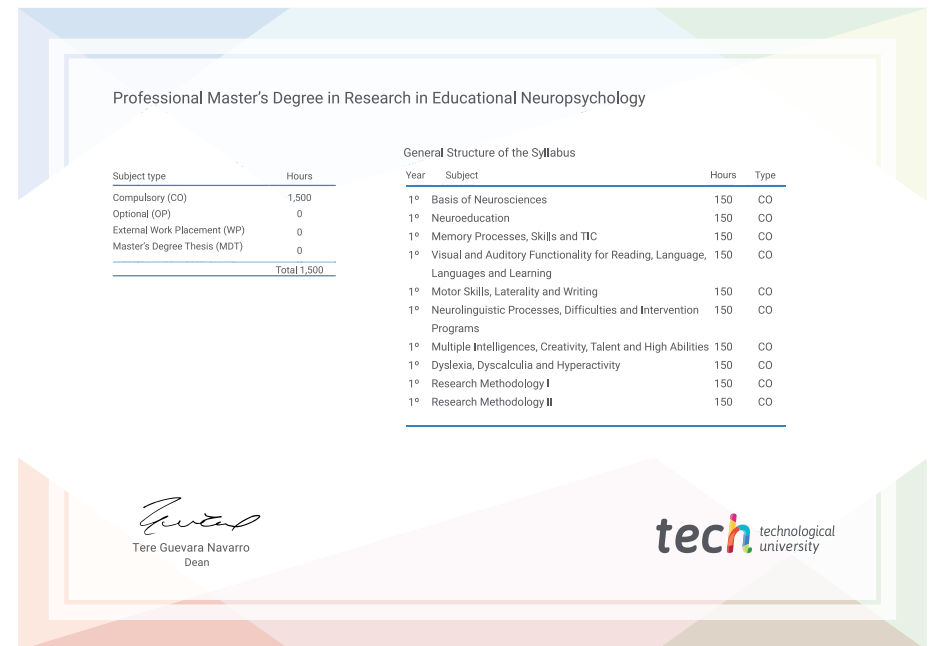 Professional Master's Degree in Research in Educational Neuropsychology
Subject type Hours
Compulsory (CO) 1,500
Optional (OP) 0
External Work Placement (WP) 0
Master's Degree Thesis (MDT) 0
Total 1,500
General Structure of the Syllabus
Year Subject Hours Type
1º Basis of Neurosciences 150 CO
1º Neuroeducation 150 CO
1º Memory Processes, Skills and TIC 150 CO
1º Visual and Auditory Functionality for Reading, Language, 150 CO
Languages and Learning
1º Motor Skills, Laterality and Writing 150 CO
1º Neurolinguistic Processes, Difficulties and Intervention 150 CO
Programs
1º Multiple Intelligences, Creativity, Talent and High Abilities 150 CO
1º Dyslexia, Dyscalculia and Hyperactivity 150 CO
1º Research Methodology I 150 CO
1º Research Methodology II 150 CO
Tere Guevara Navarro
Dean
tech technological
university